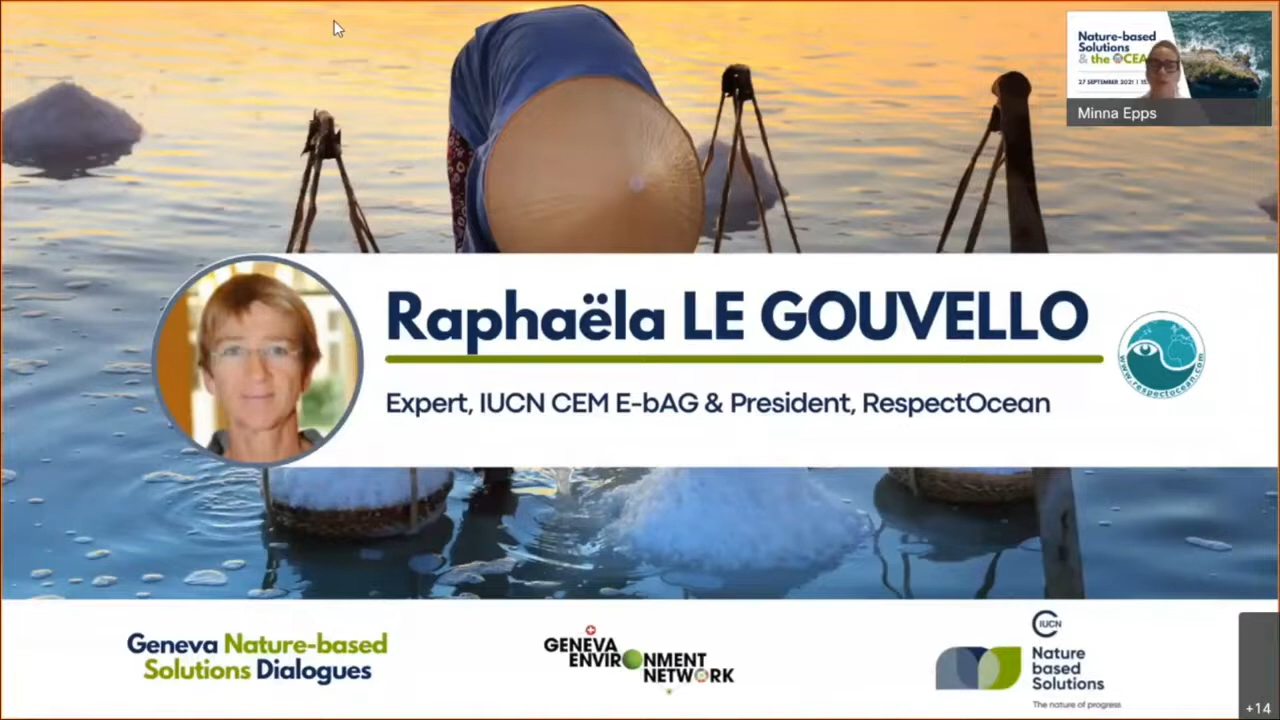 Nature-based
Solutions
& the OCEA
27 SEPTEMBER 2021 | 15
Minna Epps
Raphaëla LE GOUVELLO
Expert, IUCN CEM E-bAG & President, RespectOcean
www.respectocean.com
Geneva Nature-based
Solutions Dialogues
GENEVA
ENVIRONMENT
NETWORK
IUCN
Nature
based
Solutions
The nature of progress
+14